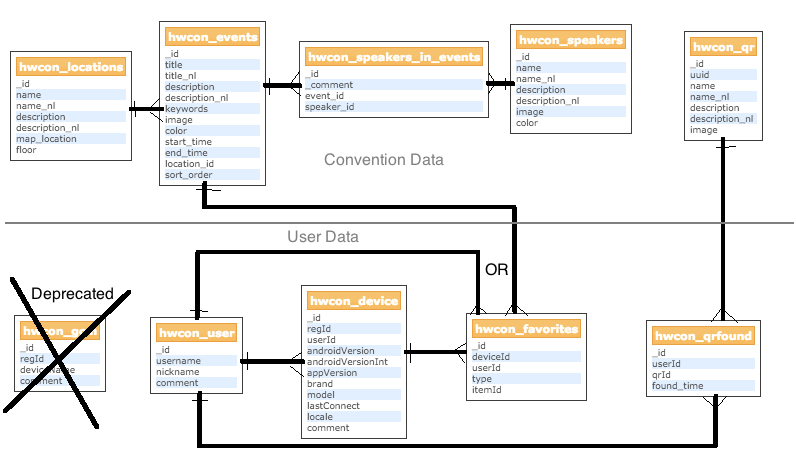 hwcon_locations
_id
name
name_nl
description
description_nl
map_location
floor
hwcon_events
_id
title
title_nl
description
description_nl
keywords
image
color
start_time
end_time
location_id
sort_order
hwcon_speakers_in_events
_id
_comment
event_id
speaker_id
hwcon_speakers
_id
name
name_nl
description
description_nl
image
color
hwcon_qr
_id
uuid
name
name_nl
description
description_nl
image
Convention Data
User Data
OR
Deprecated
_id
regId
comment
hwcon_user
_id
username
nickname
comment
hwcon_device
_id
regId
userId
androidVersion
androidVersionInt
appVersion
brand
model
lastConnect
locale
comment
hwcon_favorites
_id
deviceId
userId
type
itemId
hwcon_qrfound
_id
userId
qrId
found_time